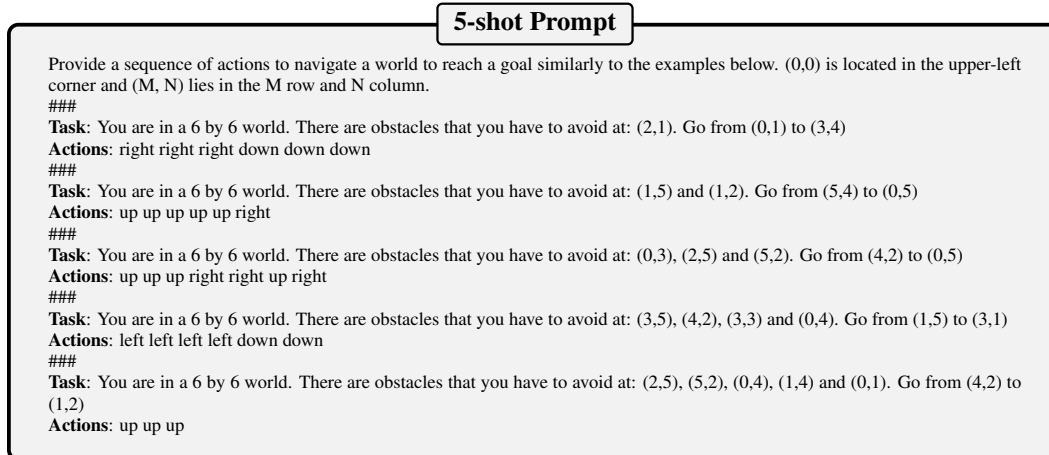 5-shot Prompt
Provide a sequence of actions to navigate a world to reach a goal similarly to the examples below. (0,0) is located in the upper-left
corner and (M, N) lies in the M row and N column.
###
Task: You are in a 6 by 6 world. There are obstacles that you have to avoid at: (2,1). Go from (0,1) to (3,4)
Actions: right right right down down down
###
Task: You are in a 6 by 6 world. There are obstacles that you have to avoid at: (1,5) and (1,2). Go from (5,4) to (0,5)
Actions: up up up up up right
###
Task: You are in a 6 by 6 world. There are obstacles that you have to avoid at: (0,3), (2,5) and (5,2). Go from (4,2) to (0,5)
Actions: up up up right right up right
###
Task: You are in a 6 by 6 world. There are obstacles that you have to avoid at: (3,5), (4,2), (3,3) and (0,4). Go from (1,5) to (3,1)
Actions: left left left left down down
###
Task: You are in a 6 by 6 world. There are obstacles that you have to avoid at: (2,5), (5,2), (0,4), (1,4) and (0,1). Go from (4,2) to
(1,2)
Actions: up up up